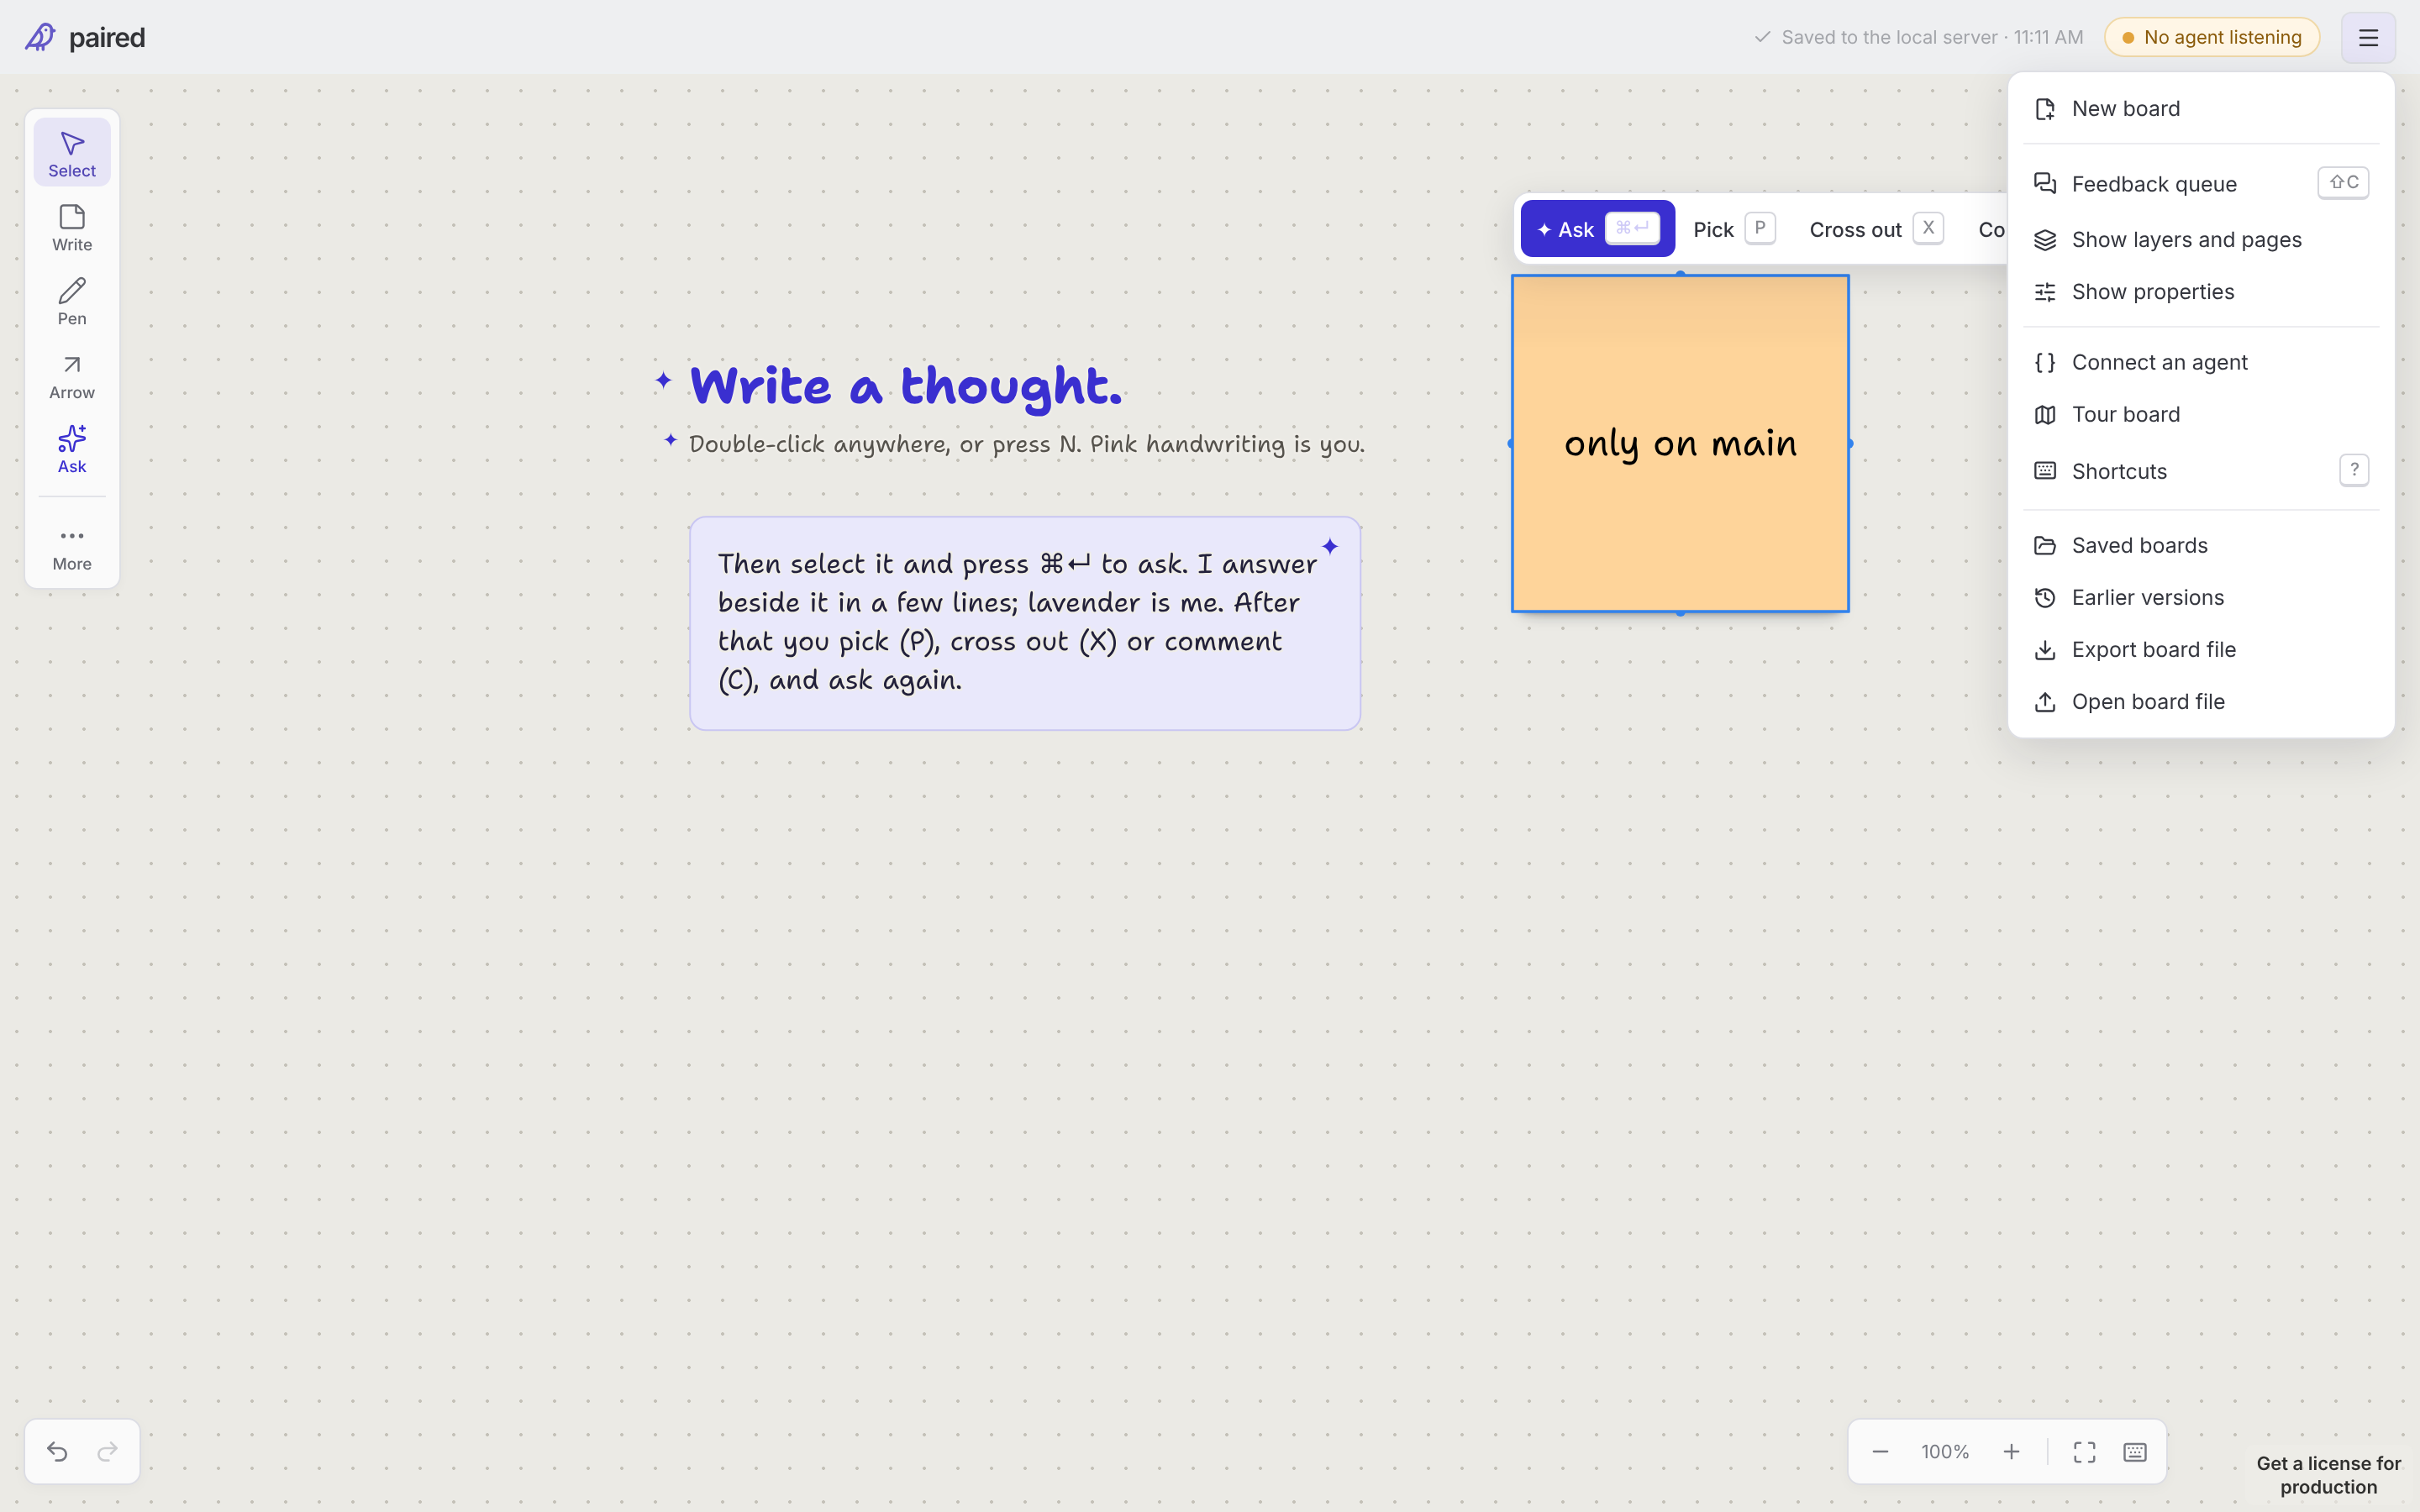 paired
Saved to the local server · 11:11 AM
No agent listening
New board
Feedback queue ⇧C
Show layers and pages
Show properties
Connect an agent
Tour board
Shortcuts ?
Saved boards
Earlier versions
Export board file
Open board file
Select
Write
Pen
Arrow
Ask
More
✦ Ask ⌘↵ Pick P Cross out X Co
only on main
✦ Write a thought.
✦ Double-click anywhere, or press N. Pink handwriting is you.
Then select it and press ⌘↵ to ask. I answer
beside it in a few lines; lavender is me. After
that you pick (P), cross out (X) or comment
(C), and ask again.
100%
Get a license for
production